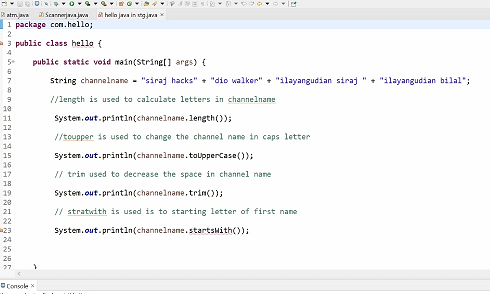 atm.java Scannerjava.java hello java in stg.java ×
1 package com.hello;
2
3 public class hello {
4
5 public static void main(String[] args) {
6
7 String channelname = "siraj hacks" + "dio walker" + "ilayangudian siraj " + "ilayangudian bilal";
8
9 //length is used to calculate letters in channelname
10
11 System.out.println(channelname.length());
12
13 //toupper is used to change the channel name in caps letter
14
15 System.out.println(channelname.toUpperCase());
16
17 // trim used to decrease the space in channel name
18
19 System.out.println(channelname.trim());
20
21 // stratwith is used is to starting letter of first name
22
23 System.out.println(channelname.startsWith());
24
25
26
27 }
Console ×